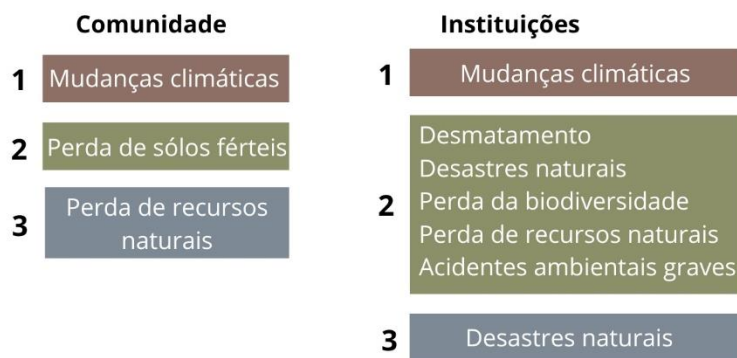 Comunidade
1
Mudanças climáticas
2
Perda de sólos férteis
3
Perda de recursos
naturais
Instituições
1
Mudanças climáticas
2
Desmatamento
Desastres naturais
Perda da biodiversidade
Perda de recursos naturais
Acidentes ambientais graves
3
Desastres naturais